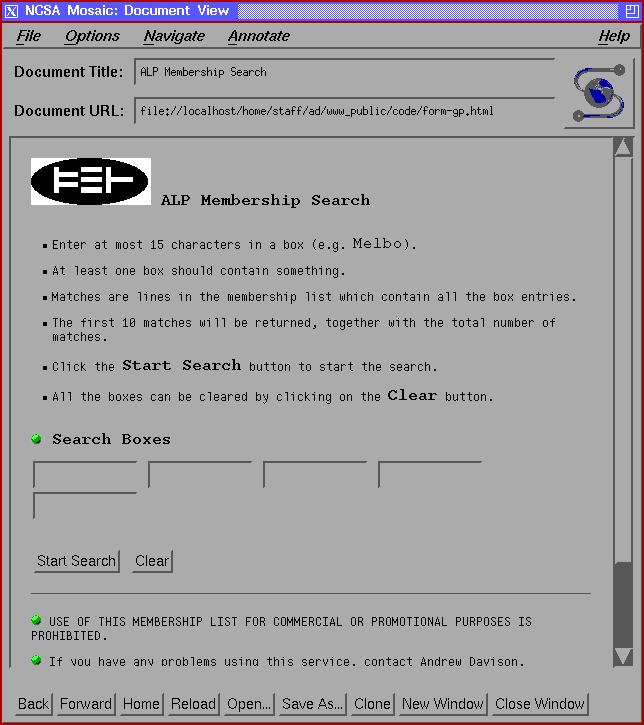 NCSA Mosaic: Document View
File Options Navigate Annotate Help
Document Title: ALP Membership Search
Document URL: file://localhost/home/staff/ad/www_public/code/form-gp.html
ALP Membership Search
Enter at most 15 characters in a box (e.g. Melbo).
At least one box should contain something.
Matches are lines in the membership list which contain all the box entries.
The first 10 matches will be returned, together with the total number of
matches.
Click the Start Search button to start the search.
All the boxes can be cleared by clicking on the Clear button.
Search Boxes
Start Search Clear
USE OF THIS MEMBERSHIP LIST FOR COMMERCIAL OR PROMOTIONAL PURPOSES IS
PROHIBITED.
If you have any problems using this service, contact Andrew Davison.
Back Forward Home Reload Open... Save As... Clone New Window Close Window